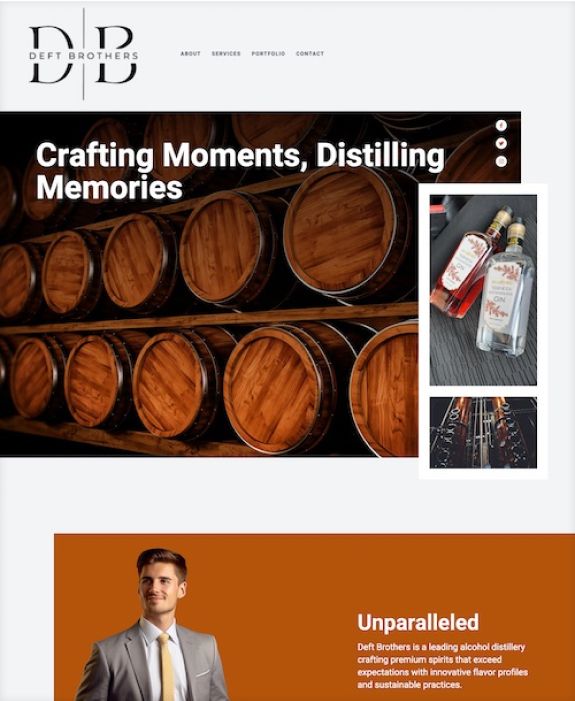 D B
DEFT BROTHERS
ABOUT SERVICES PORTFOLIO CONTACT
Crafting Moments, Distilling
Memories
GIN
Unparalleled
Deft Brothers is a leading alcohol distillery
crafting premium spirits that exceed
expectations with innovative flavor profiles
and sustainable practices.